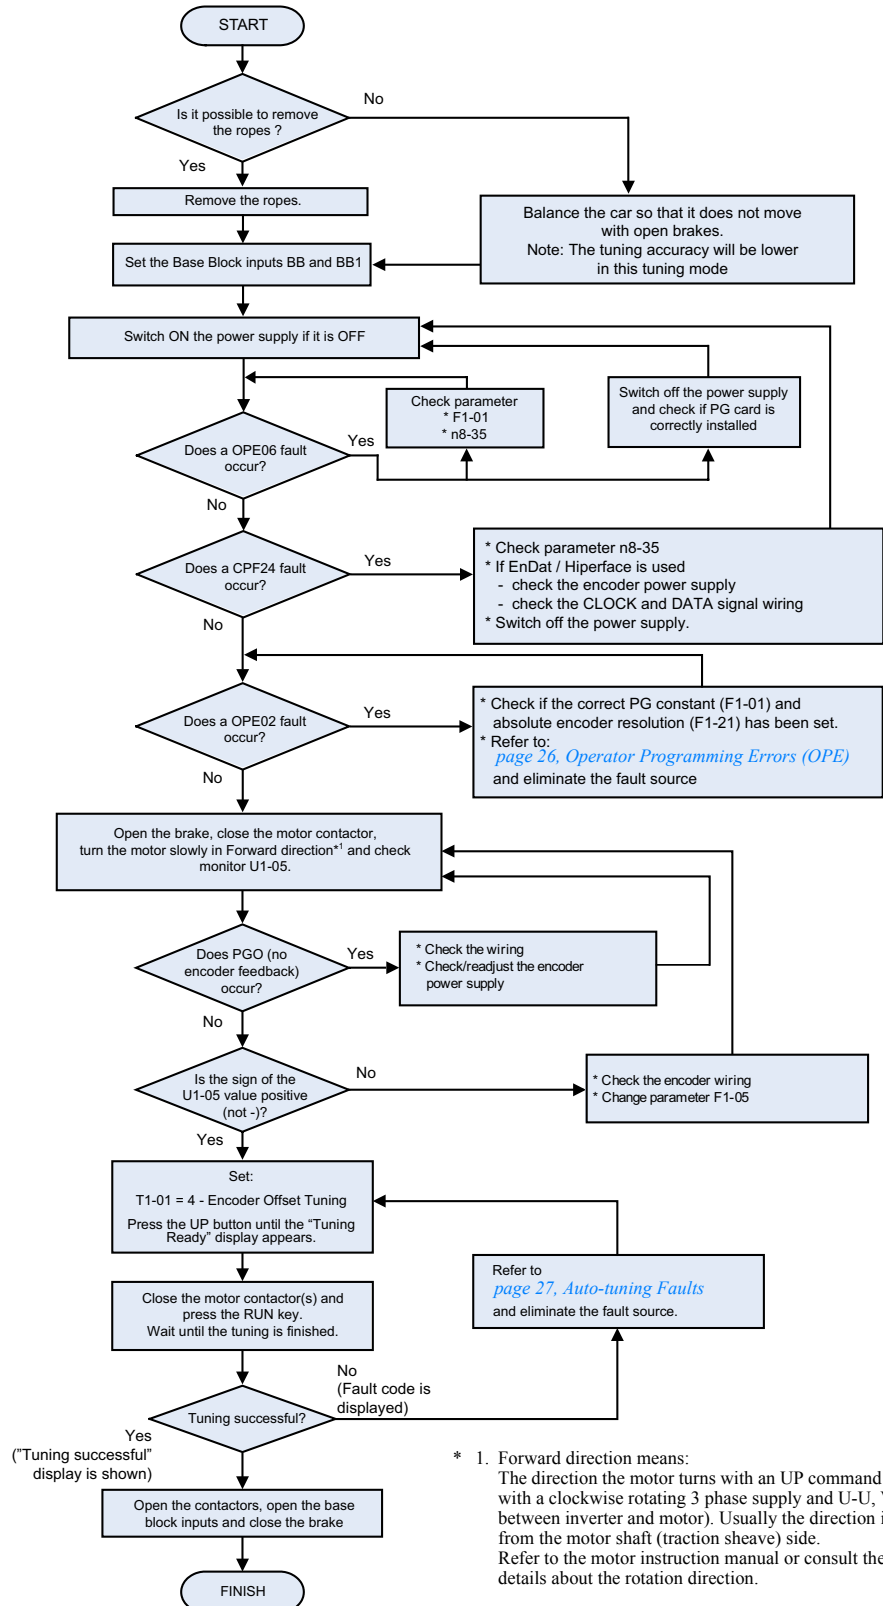 START
Is it possible to remove
the ropes ?
No
Yes
Remove the ropes.
Balance the car so that it does not move
with open brakes.
Note: The tuning accuracy will be lower
in this tuning mode
Set the Base Block inputs BB and BB1
Switch ON the power supply if it is OFF
Check parameter
* F1-01
* n8-35
Switch off the power supply
and check if PG card is
correctly installed
Does a OPE06 fault
occur?
Yes
No
Does a CPF24 fault
occur?
Yes
* Check parameter n8-35
* If EnDat / Hiperface is used
- check the encoder power supply
- check the CLOCK and DATA signal wiring
* Switch off the power supply.
No
Does a OPE02 fault
occur?
Yes
* Check if the correct PG constant (F1-01) and
absolute encoder resolution (F1-21) has been set.
* Refer to:
page 26, Operator Programming Errors (OPE)
and eliminate the fault source
No
Open the brake, close the motor contactor,
turn the motor slowly in Forward direction*1 and check
monitor U1-05.
Does PGO (no
encoder feedback)
occur?
Yes
* Check the wiring
* Check/readjust the encoder
power supply
No
Is the sign of the
U1-05 value positive
(not -)?
No
* Check the encoder wiring
* Change parameter F1-05
Yes
Set:
T1-01 = 4 - Encoder Offset Tuning
Press the UP button until the “Tuning
Ready” display appears.
Refer to
page 27, Auto-tuning Faults
and eliminate the fault source.
Close the motor contactor(s) and
press the RUN key.
Wait until the tuning is finished.
No
(Fault code is
displayed)
Tuning successful?
Yes
(”Tuning successful”
display is shown)
Open the contactors, open the base
block inputs and close the brake
FINISH
* 1. Forward direction means:
The direction the motor turns with an UP command
with a clockwise rotating 3 phase supply and U-U,
between inverter and motor). Usually the direction
from the motor shaft (traction sheave) side.
Refer to the motor instruction manual or consult the
details about the rotation direction.